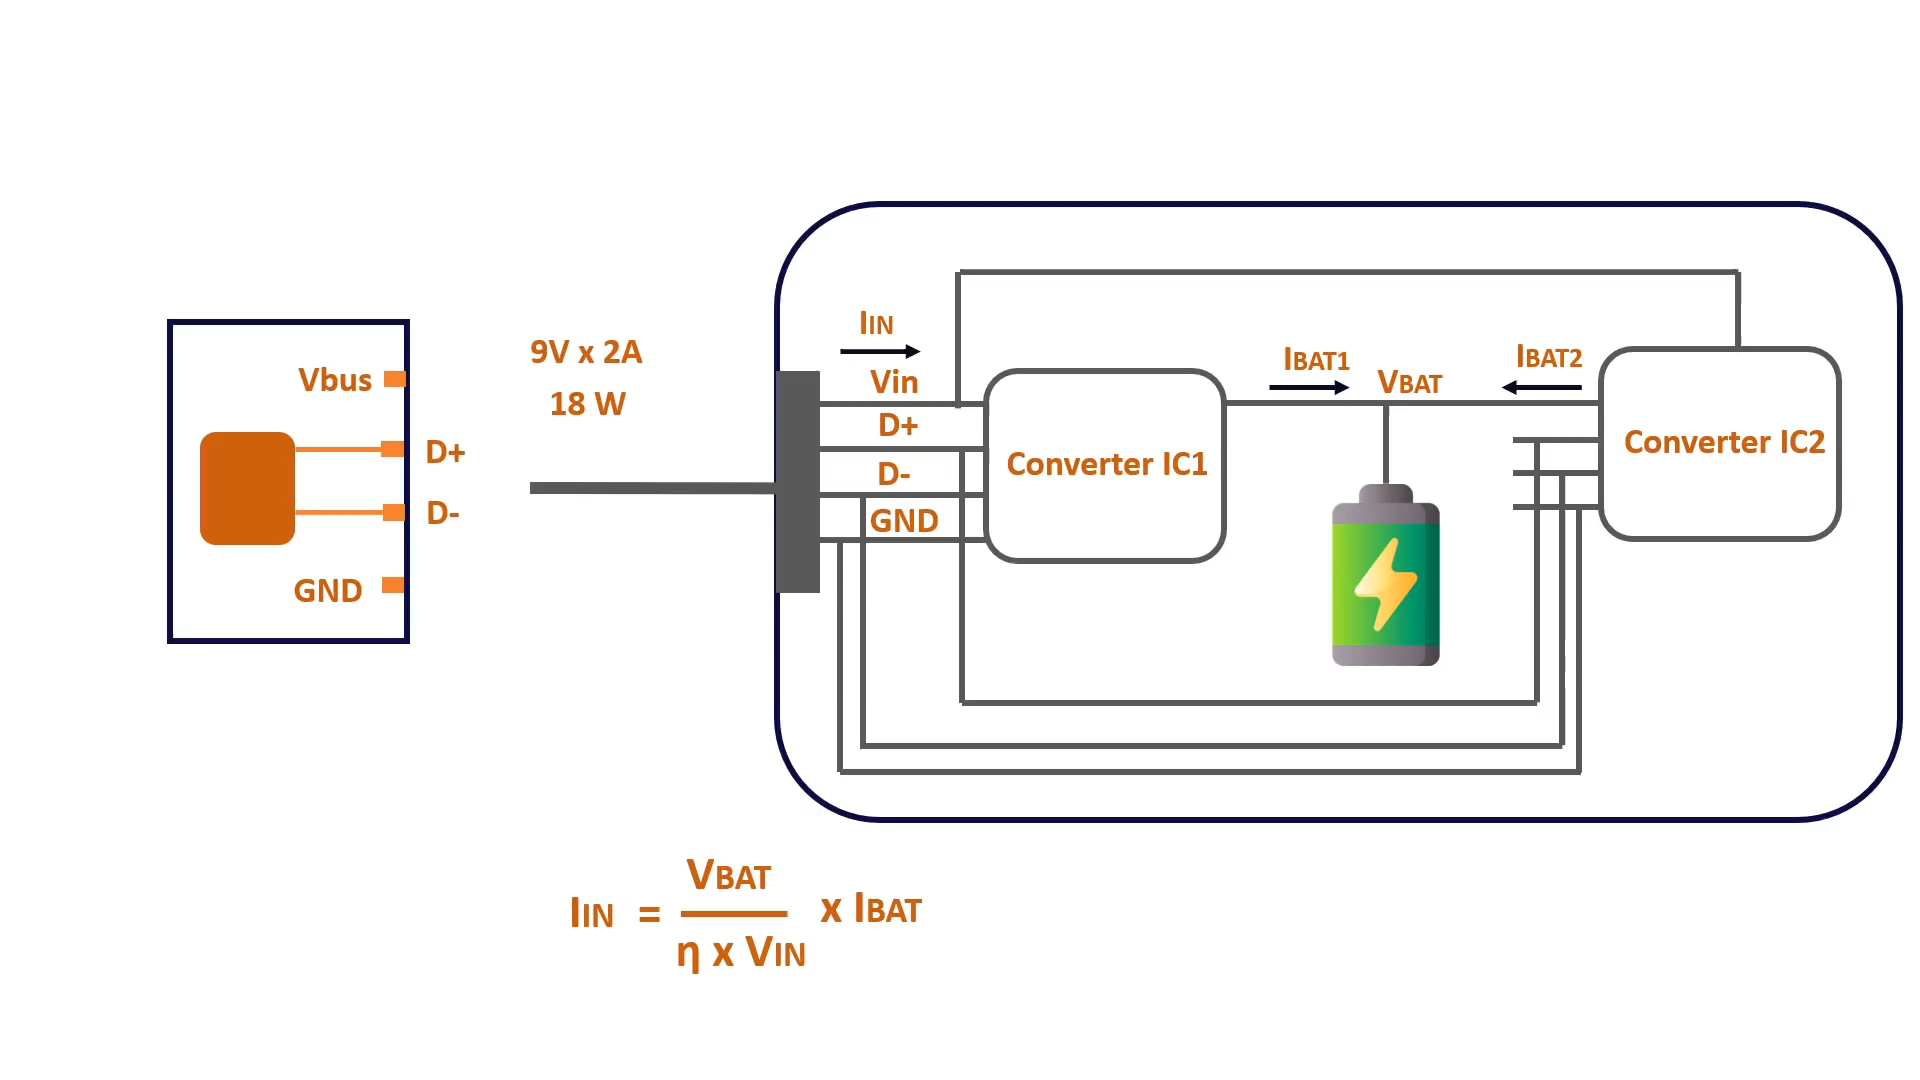 Vbus
D+
D-
GND
9V x 2A
18 W
IIN
Vin
D+
D-
GND
Converter IC1
IBAT1
VBAT
IBAT2
Converter IC2
IIN = VBAT / η x VIN x IBAT